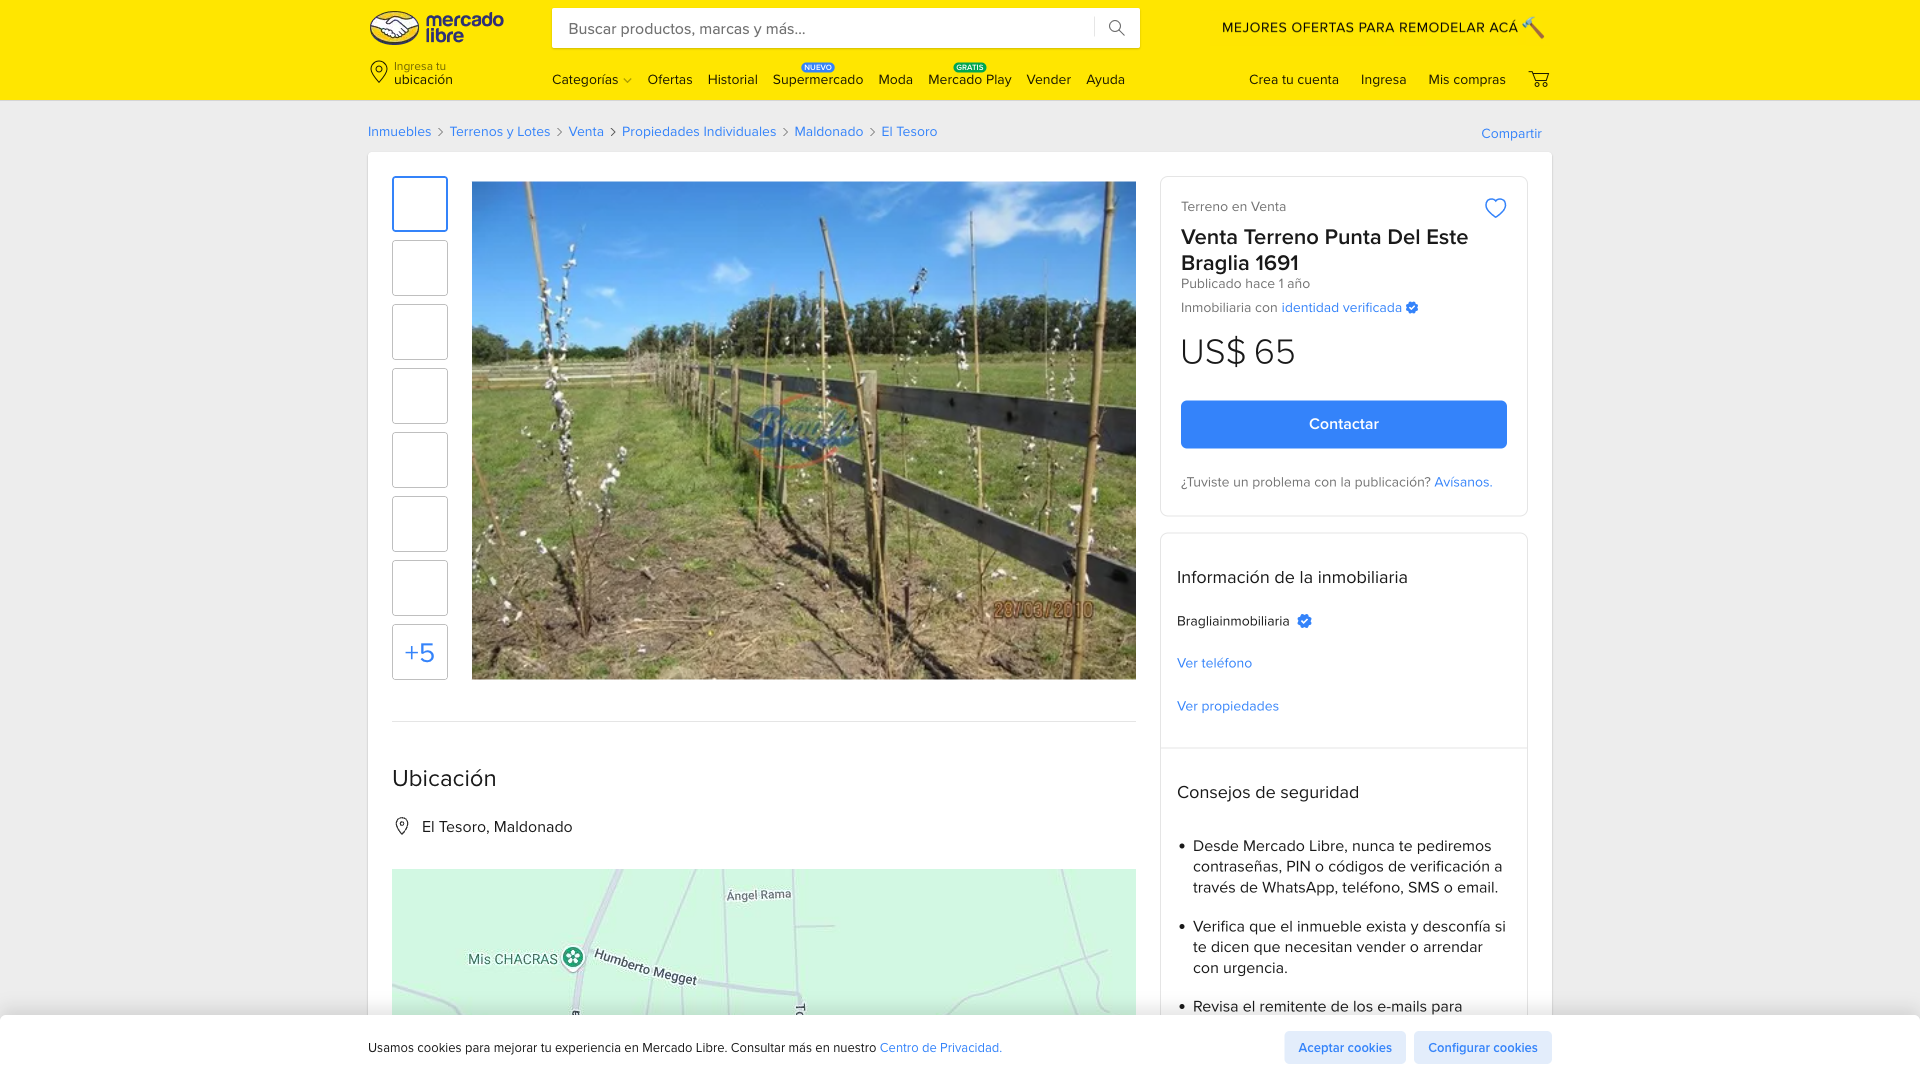 mercado
libre
Buscar productos, marcas y más...
MEJORES OFERTAS PARA REMODELAR ACÁ
Ingresa tu
ubicación
NUEVO
GRATIS
Categorías
Ofertas
Historial
Supermercado
Moda
Mercado Play
Vender
Ayuda
Crea tu cuenta
Ingresa
Mis compras
Inmuebles
Terrenos y Lotes
Venta
Propiedades Individuales
Maldonado
El Tesoro
Compartir
+5
28/03/2010
Terreno en Venta
Venta Terreno Punta Del Este
Braglia 1691
Publicado hace 1 año
Inmobiliaria con identidad verificada
US$ 65
Contactar
¿Tuviste un problema con la publicación? Avísanos.
Información de la inmobiliaria
Bragliainmobiliaria
Ver teléfono
Ver propiedades
Ubicación
El Tesoro, Maldonado
Ángel Rama
Mis CHACRAS
Humberto Megget
Consejos de seguridad
• Desde Mercado Libre, nunca te pediremos
contraseñas, PIN o códigos de verificación a
través de WhatsApp, teléfono, SMS o email.
• Verifica que el inmueble exista y desconfía si
te dicen que necesitan vender o arrendar
con urgencia.
• Revisa el remitente de los e-mails para
Usamos cookies para mejorar tu experiencia en Mercado Libre. Consultar más en nuestro Centro de Privacidad.
Aceptar cookies
Configurar cookies